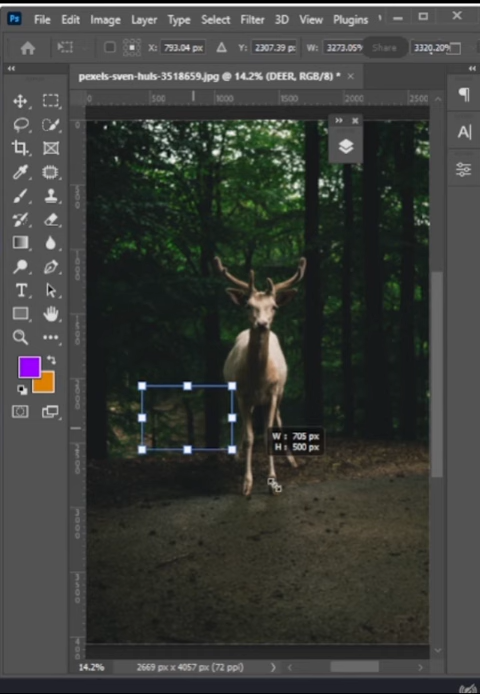 Ps File Edit Image Layer Type Select Filter 3D View Plugins
X: 793.04 px Y: 2307.39 p: W: 3273.05% Share 3320.20%
pexels-sven-huls-3518659.jpg @ 14.2% (DEER, RGB/8) * ×
0 500 1000 1500 2000 2500
W : 705 px
H : 500 px
14.2% 2669 px x 4057 px (72 ppi)